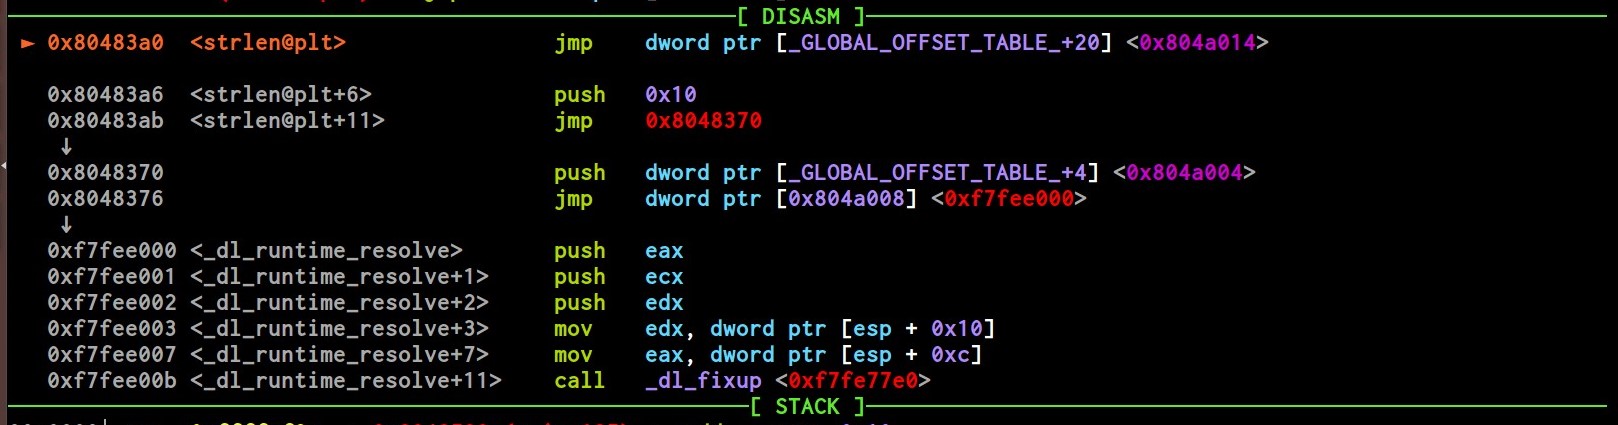 [ DISASM ]
► 0x80483a0 <strlen@plt> jmp dword ptr [_GLOBAL_OFFSET_TABLE_+20] <0x804a014>
0x80483a6 <strlen@plt+6> push 0x10
0x80483ab <strlen@plt+11> jmp 0x8048370
↓
0x8048370 push dword ptr [_GLOBAL_OFFSET_TABLE_+4] <0x804a004>
0x8048376 jmp dword ptr [0x804a008] <0xf7fee000>
↓
0xf7fee000 <_dl_runtime_resolve> push eax
0xf7fee001 <_dl_runtime_resolve+1> push ecx
0xf7fee002 <_dl_runtime_resolve+2> push edx
0xf7fee003 <_dl_runtime_resolve+3> mov edx, dword ptr [esp + 0x10]
0xf7fee007 <_dl_runtime_resolve+7> mov eax, dword ptr [esp + 0xc]
0xf7fee00b <_dl_runtime_resolve+11> call _dl_fixup <0xf7fe77e0>
[ STACK ]